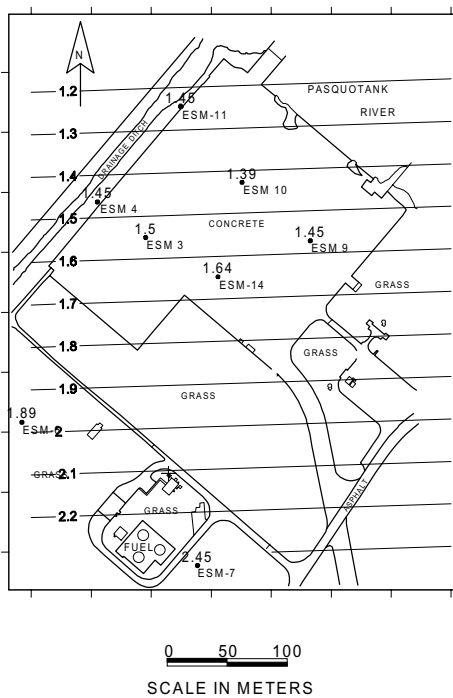 N
1.2
PASQUOTANK
RIVER
1.45
ESM-11
1.3
DRAINAGE DITCH
1.4
1.39
ESM 10
1.45
ESM 4
1.5
CONCRETE
1.5
ESM 3
1.45
ESM 9
1.6
1.64
ESM-14
GRASS
1.7
1.8
GRASS
1.9
GRASS
1.89
2
GRASS
2.1
GRASS
ASPHALT
2.2
FUEL
2.45
ESM-7
0 50 100
SCALE IN METERS